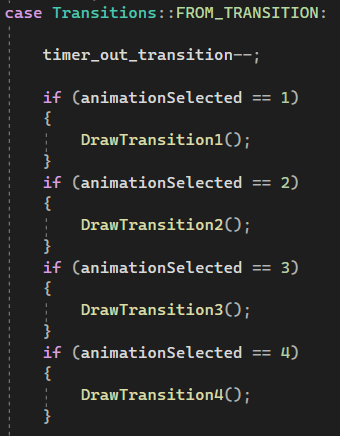 case Transitions::FROM_TRANSITION:
timer_out_transition--;
if (animationSelected == 1)
{
DrawTransition1();
}
if (animationSelected == 2)
{
DrawTransition2();
}
if (animationSelected == 3)
{
DrawTransition3();
}
if (animationSelected == 4)
{
DrawTransition4();
}